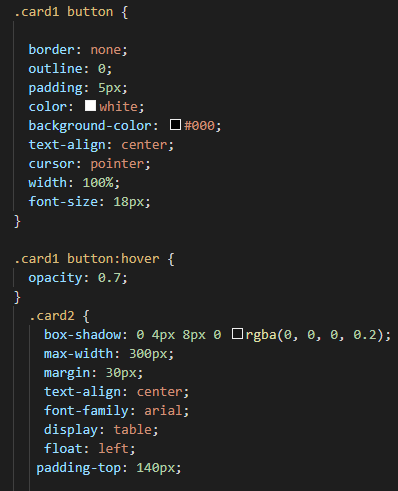 .card1 button {
border: none;
outline: 0;
padding: 5px;
color: white;
background-color: #000;
text-align: center;
cursor: pointer;
width: 100%;
font-size: 18px;
}
.card1 button:hover {
opacity: 0.7;
}
.card2 {
box-shadow: 0 4px 8px 0 rgba(0, 0, 0, 0.2);
max-width: 300px;
margin: 30px;
text-align: center;
font-family: arial;
display: table;
float: left;
padding-top: 140px;